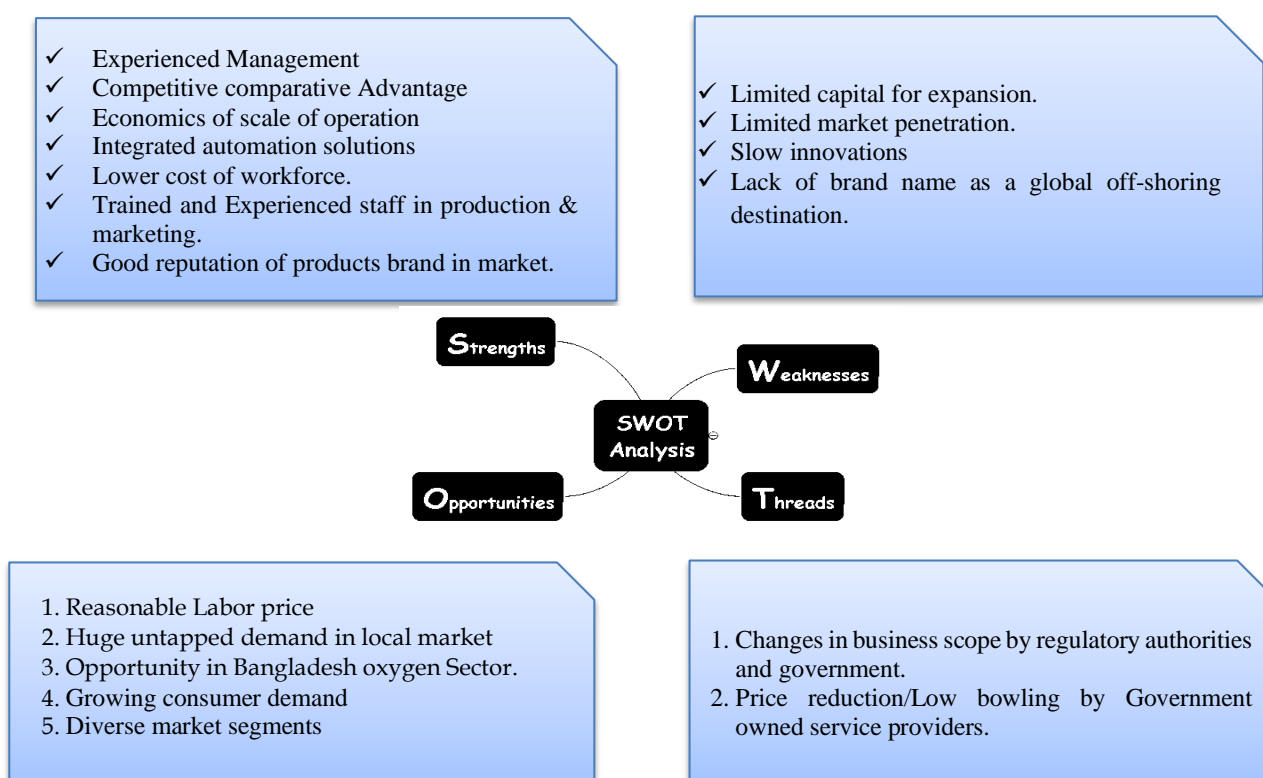 ✓ Experienced Management
✓ Competitive comparative Advantage
✓ Economics of scale of operation
✓ Integrated automation solutions
✓ Lower cost of workforce.
✓ Trained and Experienced staff in production &
marketing.
✓ Good reputation of products brand in market.
✓ Limited capital for expansion.
✓ Limited market penetration.
✓ Slow innovations
✓ Lack of brand name as a global off-shoring
destination.
Strengths
Weaknesses
SWOT
Analysis
Opportunities
Threads
1. Reasonable Labor price
2. Huge untapped demand in local market
3. Opportunity in Bangladesh oxygen Sector.
4. Growing consumer demand
5. Diverse market segments
1. Changes in business scope by regulatory authorities
and government.
2. Price reduction/Low bowling by Government
owned service providers.